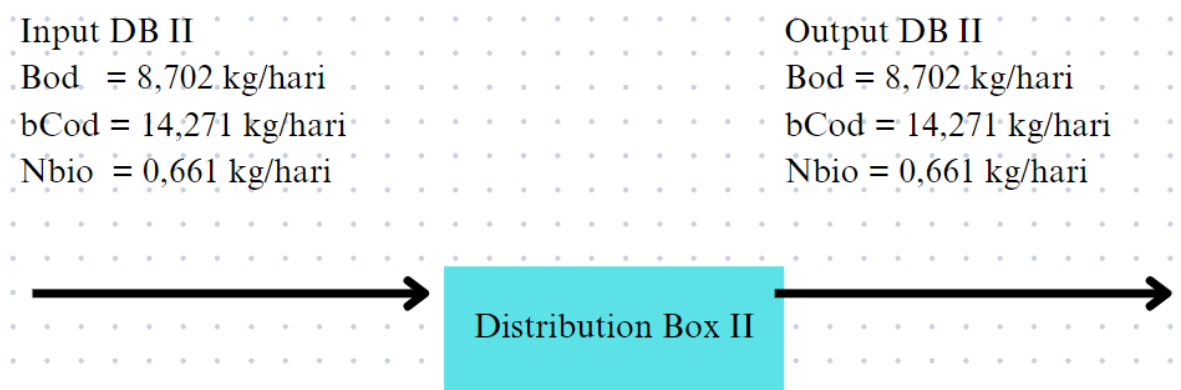 Input DB II
Bod = 8,702 kg/hari
bCod = 14,271 kg/hari
Nbio = 0,661 kg/hari
Output DB II
Bod = 8,702 kg/hari
bCod = 14,271 kg/hari
Nbio = 0,661 kg/hari
Distribution Box II